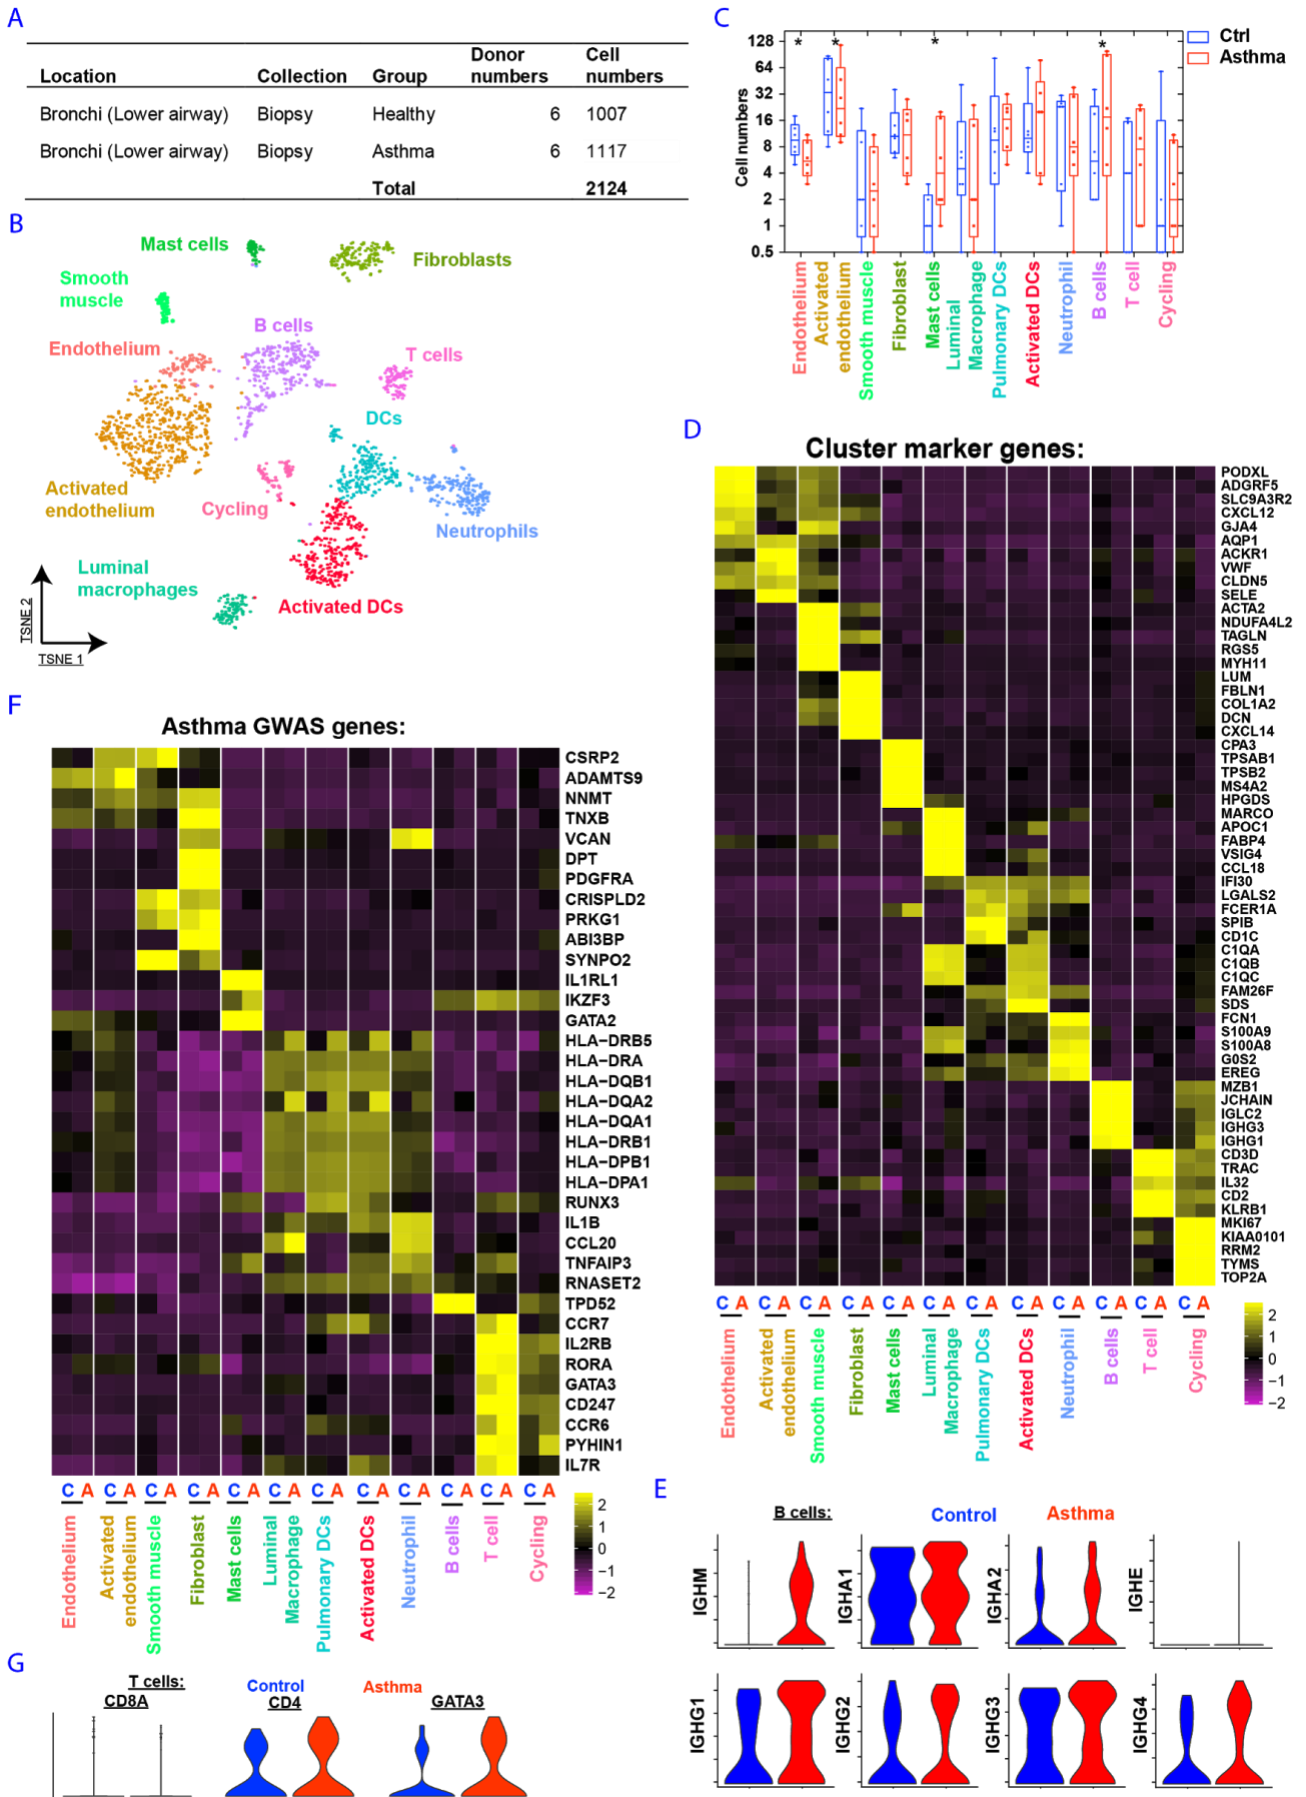 A
Location Collection Group Donor numbers Cell numbers
Bronchi (Lower airway) Biopsy Healthy 6 1007
Bronchi (Lower airway) Biopsy Asthma 6 1117
Total 2124
B
Mast cells
Fibroblasts
Smooth
muscle
B cells
Endothelium
T cells
DCs
Activated
endothelium
Cycling
Neutrophils
Luminal
macrophages
Activated DCs
TSNE 2
TSNE 1
C
Ctrl
Asthma
Cell numbers
128
64
32
16
8
4
2
1
0.5
* * * *
Endothelium
Activated
endothelium
Smooth muscle
Fibroblast
Mast cells
Luminal
Macrophage
Pulmonary DCs
Activated DCs
Neutrophil
B cells
T cell
Cycling
D
Cluster marker genes:
PODXL
ADGRF5
SLC9A3R2
CXCL12
GJA4
AQP1
ACKR1
VWF
CLDN5
SELE
ACTA2
NDUFA4L2
TAGLN
RGS5
MYH11
LUM
FBLN1
COL1A2
DCN
CXCL14
CPA3
TPSAB1
TPSB2
MS4A2
HPGDS
MARCO
APOC1
FABP4
VSIG4
CCL18
IFI30
LGALS2
FCER1A
SPIB
CD1C
C1QA
C1QB
C1QC
FAM26F
SDS
FCN1
S100A9
S100A8
G0S2
EREG
MZB1
JCHAIN
IGLC2
IGHG3
IGHG1
CD3D
TRAC
IL32
CD2
KLRB1
MKI67
KIAA0101
RRM2
TYMS
TOP2A
C A C A C A C A C A C A C A C A C A C A C A C A
Endothelium
Activated
endothelium
Smooth muscle
Fibroblast
Mast cells
Luminal
Macrophage
Pulmonary DCs
Activated DCs
Neutrophil
B cells
T cell
Cycling
2
1
0
−1
−2
F
Asthma GWAS genes:
CSRP2
ADAMTS9
NNMT
TNXB
VCAN
DPT
PDGFRA
CRISPLD2
PRKG1
ABI3BP
SYNPO2
IL1RL1
IKZF3
GATA2
HLA−DRB5
HLA−DRA
HLA−DQB1
HLA−DQA2
HLA−DQA1
HLA−DRB1
HLA−DPB1
HLA−DPA1
RUNX3
IL1B
CCL20
TNFAIP3
RNASET2
TPD52
CCR7
IL2RB
RORA
GATA3
CD247
CCR6
PYHIN1
IL7R
C A C A C A C A C A C A C A C A C A C A C A C A
Endothelium
Activated
endothelium
Smooth muscle
Fibroblast
Mast cells
Luminal
Macrophage
Pulmonary DCs
Activated DCs
Neutrophil
B cells
T cell
Cycling
2
1
0
−1
−2
E
B cells: Control Asthma
IGHM
IGHA1
IGHA2
IGHE
IGHG1
IGHG2
IGHG3
IGHG4
G
T cells: Control Asthma
CD8A CD4 GATA3